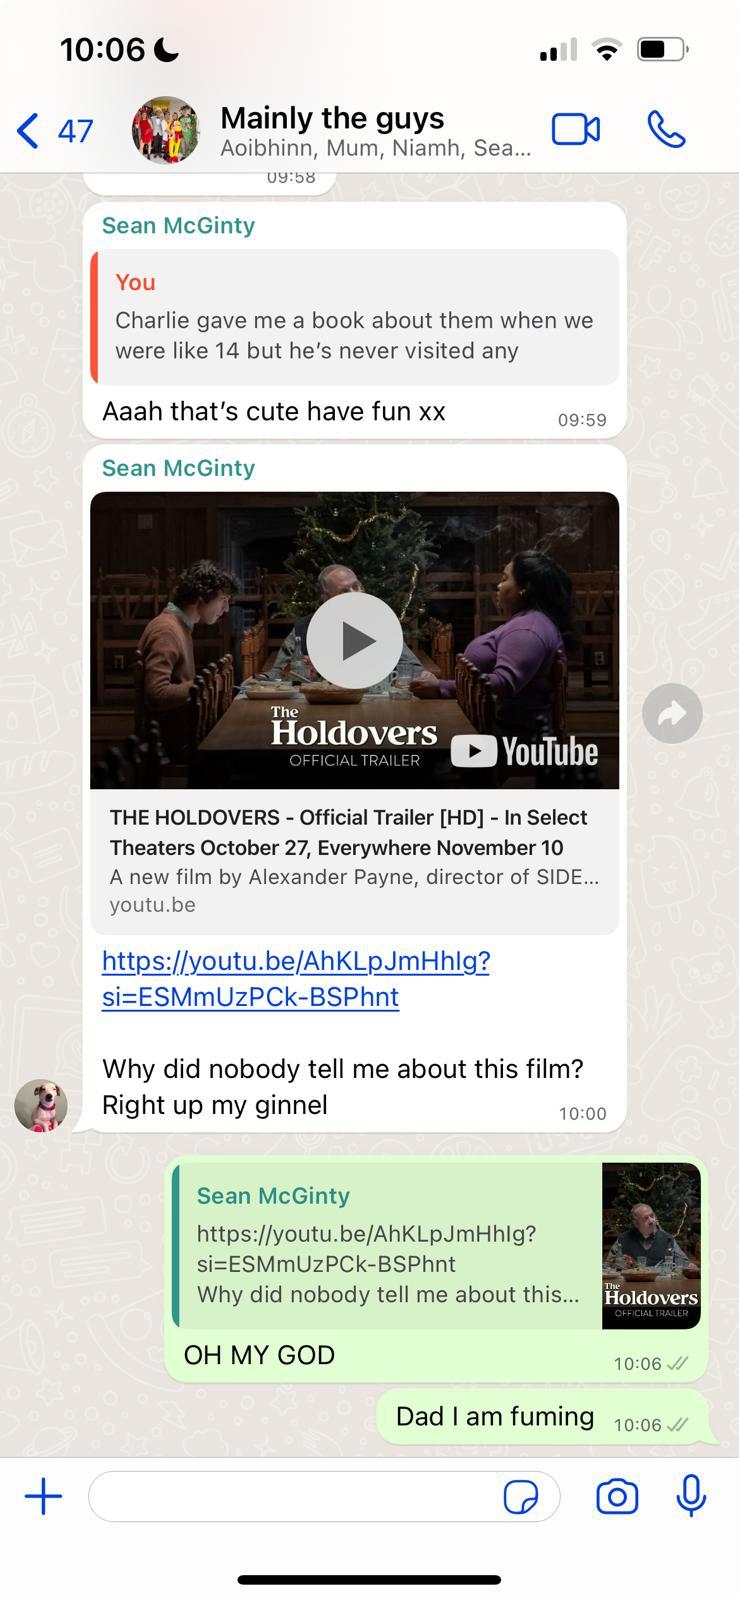 10:06
47
Mainly the guys
Aoibhinn, Mum, Niamh, Sea...
09:58
Sean McGinty
You
Charlie gave me a book about them when we
were like 14 but he’s never visited any
Aaah that’s cute have fun xx
09:59
Sean McGinty
The
Holdovers
OFFICIAL TRAILER
YouTube
THE HOLDOVERS - Official Trailer [HD] - In Select
Theaters October 27, Everywhere November 10
A new film by Alexander Payne, director of SIDE...
youtu.be
https://youtu.be/AhKLpJmHhIg?
si=ESMmUzPCk-BSPhnt
Why did nobody tell me about this film?
Right up my ginnel
10:00
Sean McGinty
https://youtu.be/AhKLpJmHhIg?
si=ESMmUzPCk-BSPhnt
Why did nobody tell me about this...
The
Holdovers
OFFICIAL TRAILER
OH MY GOD
10:06
Dad I am fuming
10:06